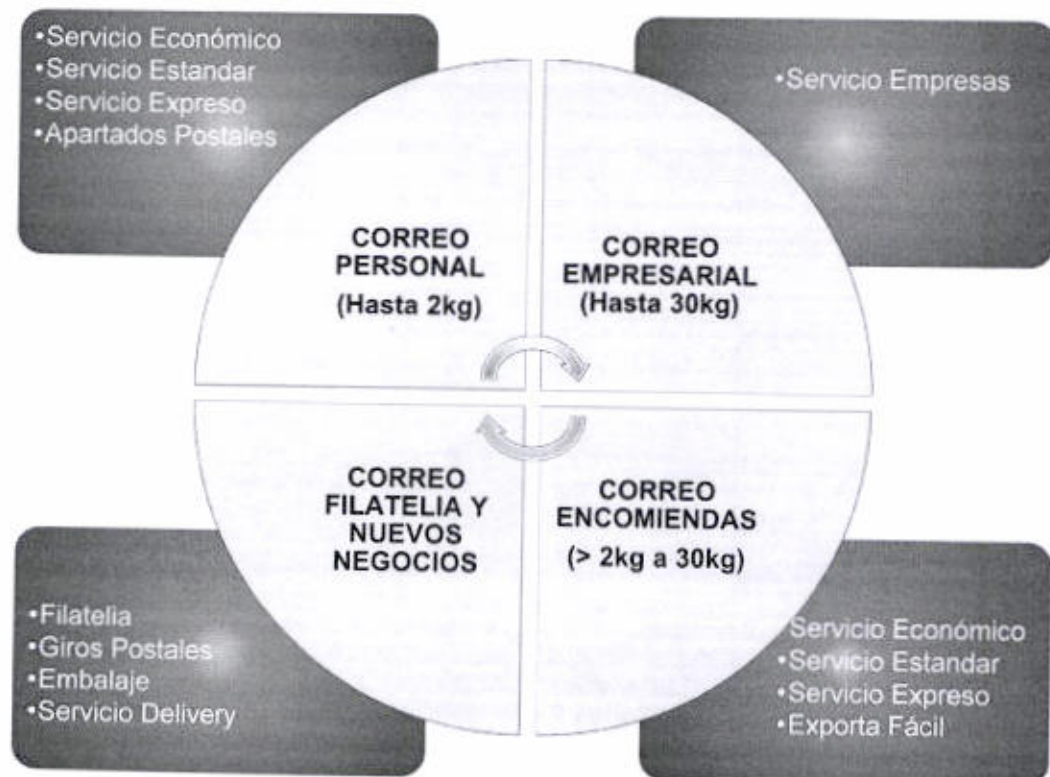 •Servicio Económico
•Servicio Estandar
•Servicio Expreso
•Apartados Postales
•Servicio Empresas
CORREO
PERSONAL
(Hasta 2kg)
CORREO
EMPRESARIAL
(Hasta 30kg)
CORREO
FILATELIA Y
NUEVOS
NEGOCIOS
CORREO
ENCOMIENDAS
(> 2kg a 30kg)
•Filatelia
•Giros Postales
•Embalaje
•Servicio Delivery
Servicio Económico
•Servicio Estandar
•Servicio Expreso
•Exporta Fácil